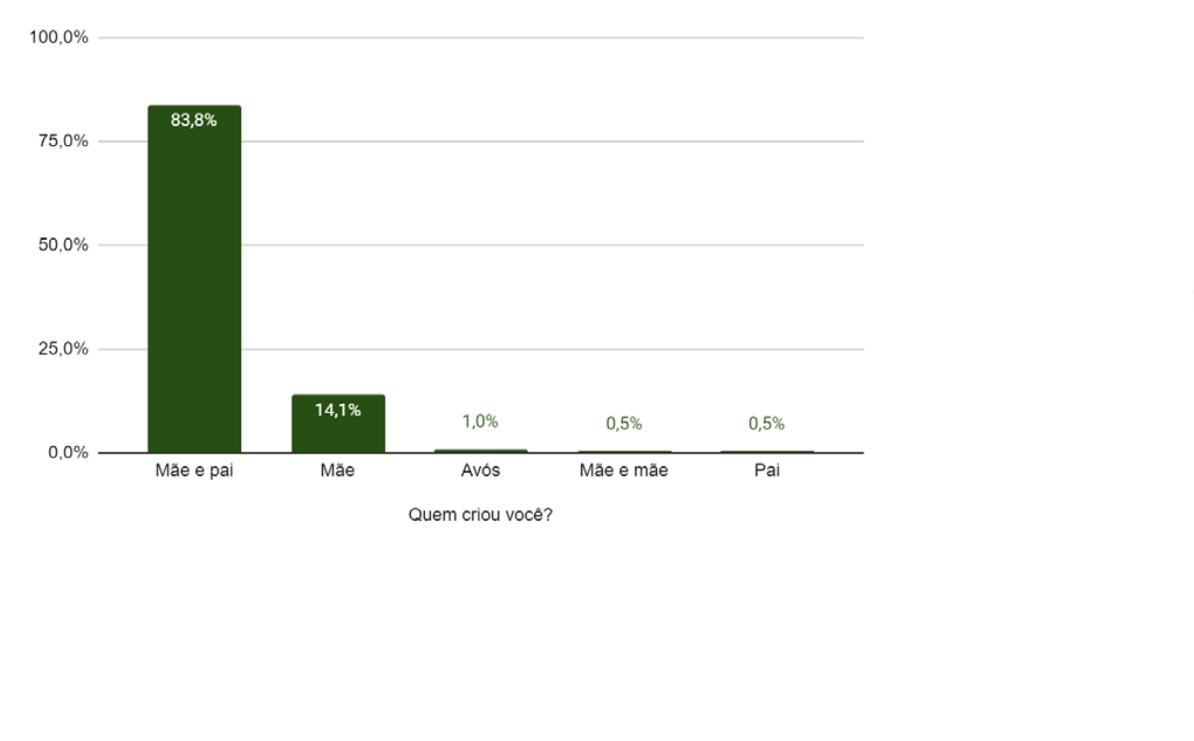 100,0%
83,8%
75,0%
50,0%
25,0%
14,1%
1,0%
0,5%
0,5%
0,0%
Mãe e pai
Mãe
Avós
Mãe e mãe
Pai
Quem criou você?